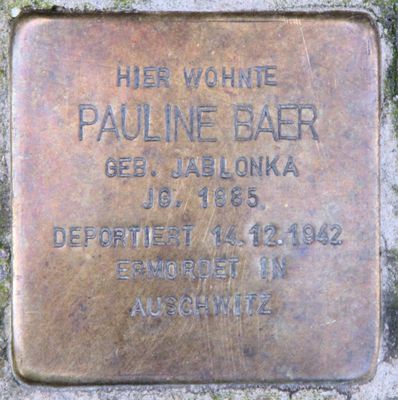 HIER WOHNTE
PAULINE BAER
GEB. JABLONKA
JG. 1885
DEPORTIERT 14.12.1942
ERMORDET IN
AUSCHWITZ